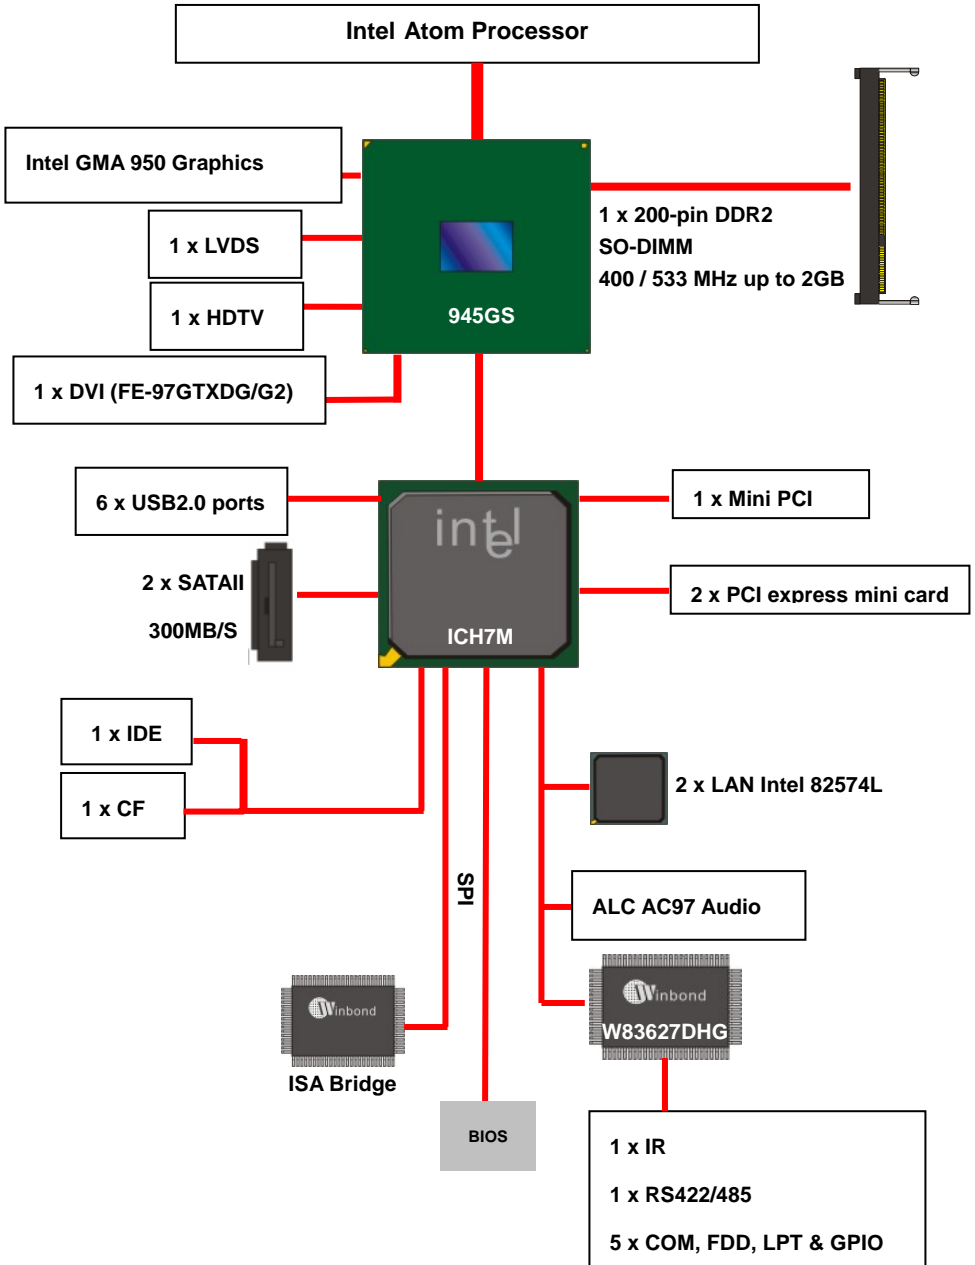 Intel Atom Processor
Intel GMA 950 Graphics
1 x LVDS
1 x HDTV
1 x DVI (FE-97GTXDG/G2)
945GS
1 x 200-pin DDR2
SO-DIMM
400 / 533 MHz up to 2GB
6 x USB2.0 ports
2 x SATAII
300MB/S
intel
ICH7M
1 x Mini PCI
2 x PCI express mini card
1 x IDE
1 x CF
2 x LAN Intel 82574L
SPI
ALC AC97 Audio
Winbond
ISA Bridge
Winbond
W83627DHG
BIOS
1 x IR
1 x RS422/485
5 x COM, FDD, LPT & GPIO